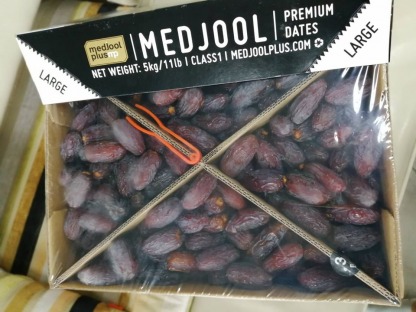 medjool
plus
MEDJOOL
PREMIUM
DATES
NET WEIGHT: 5kg/11lb | CLASS1 | MEDJOOLPLUS.COM
LARGE
LARGE